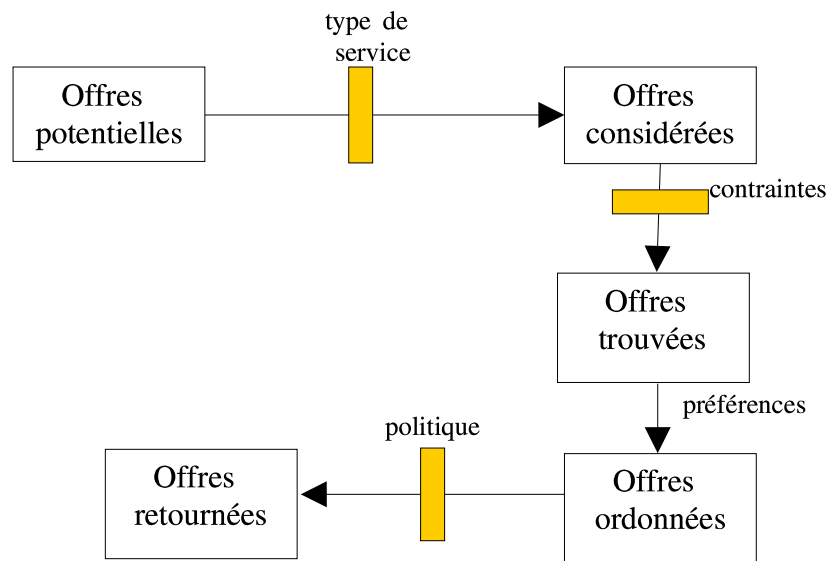 type de
service
Offres
potentielles
Offres
considérées
contraintes
Offres
trouvées
préférences
politique
Offres
retournées
Offres
ordonnées